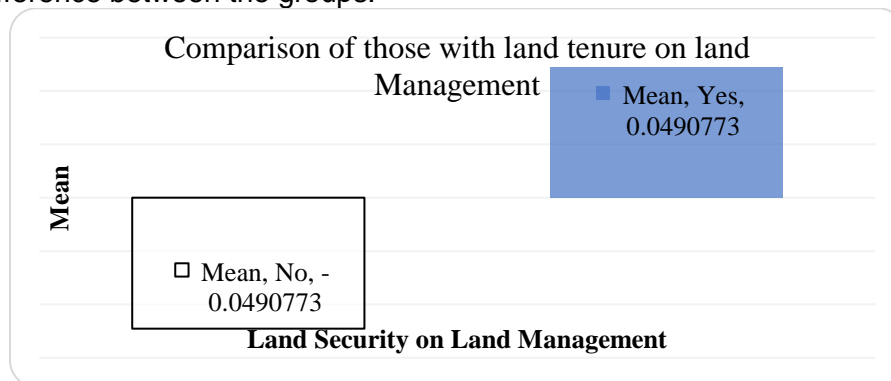 between the groups.
Comparison of those with land tenure on land
Management
Mean, Yes,
0.0490773
Mean
Mean, No, -
0.0490773
Land Security on Land Management